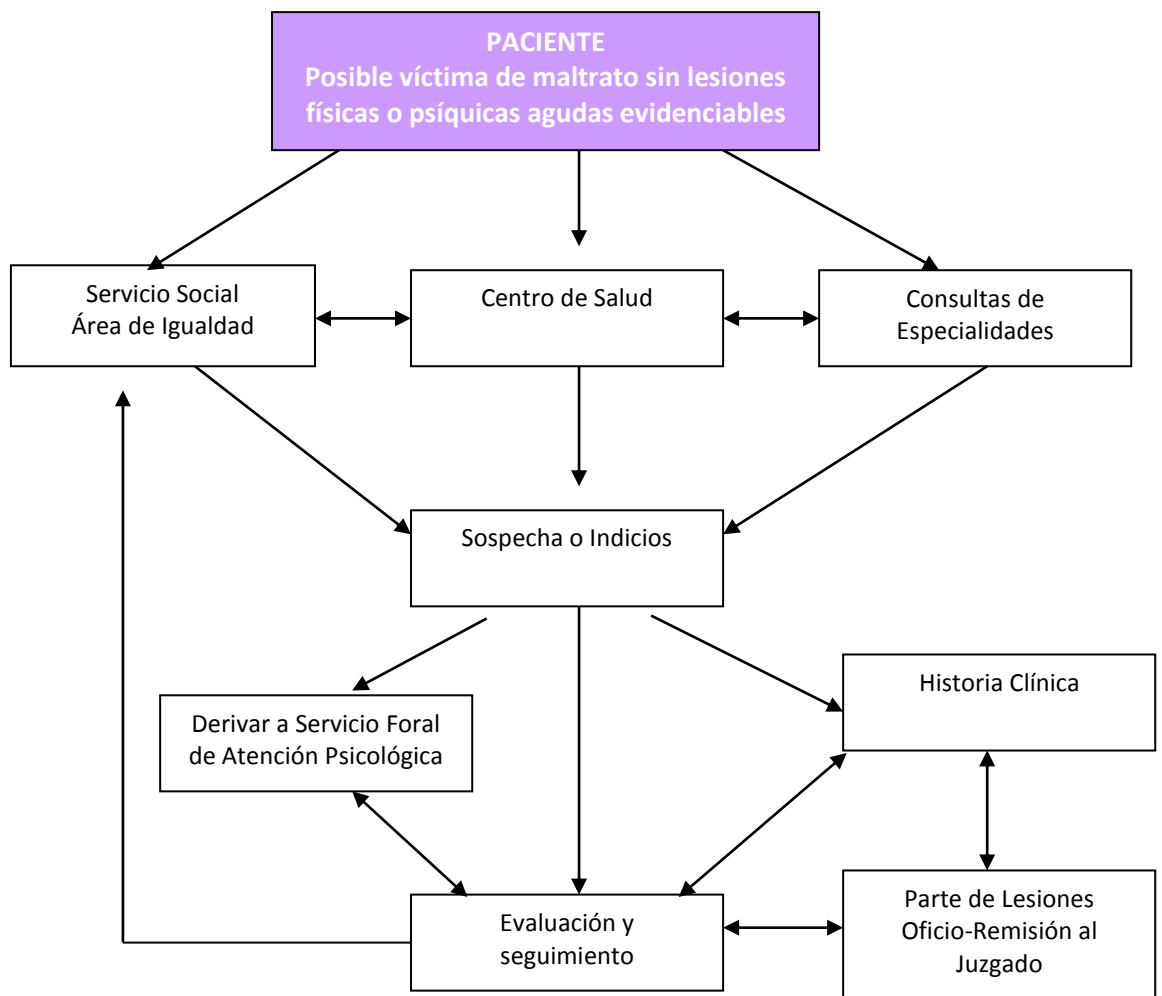 PACIENTE
Posible víctima de maltrato sin lesiones
físicas o psíquicas agudas evidenciables
Servicio Social
Área de Igualdad
Centro de Salud
Consultas de
Especialidades
Sospecha o Indicios
Derivar a Servicio Foral
de Atención Psicológica
Historia Clínica
Evaluación y
seguimiento
Parte de Lesiones
Oficio-Remisión al
Juzgado